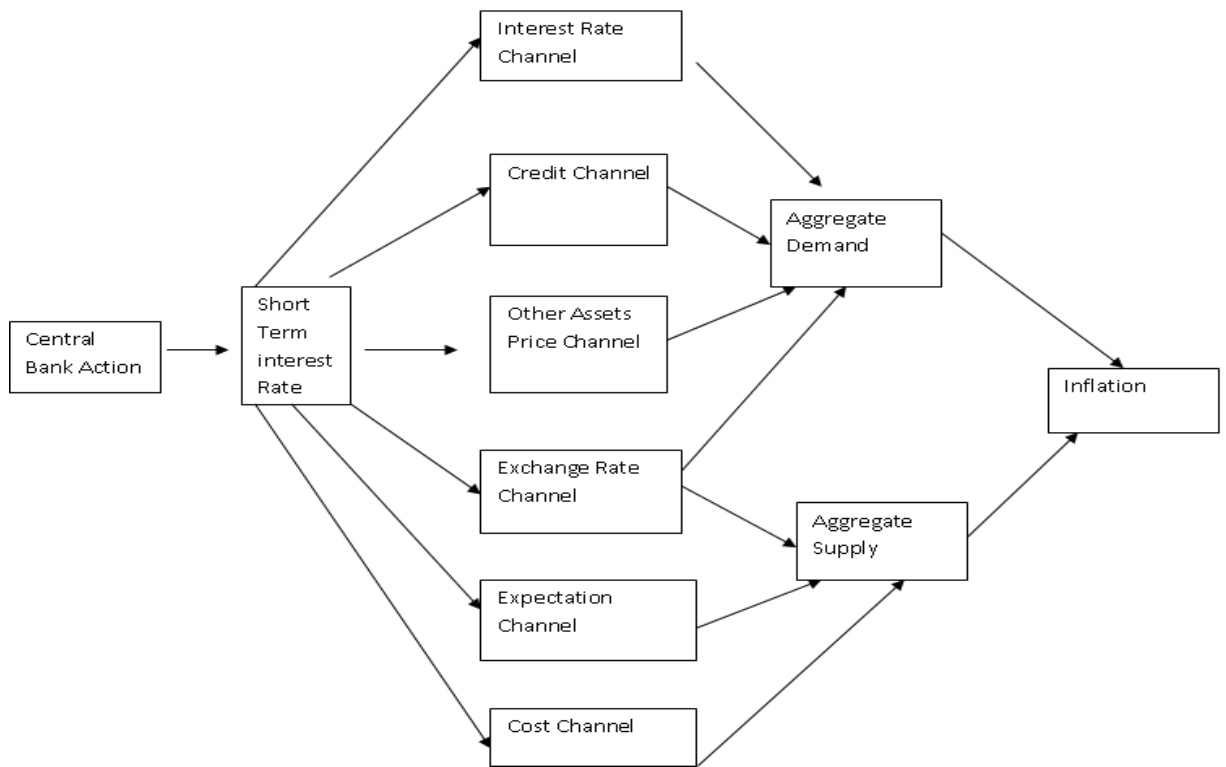 Interest Rate
Channel
Credit Channel
Aggregate
Demand
Short
Term
interest
Rate
Other Assets
Price Channel
Central
Bank Action
Inflation
Exchange Rate
Channel
Aggregate
Supply
Expectation
Channel
Cost Channel